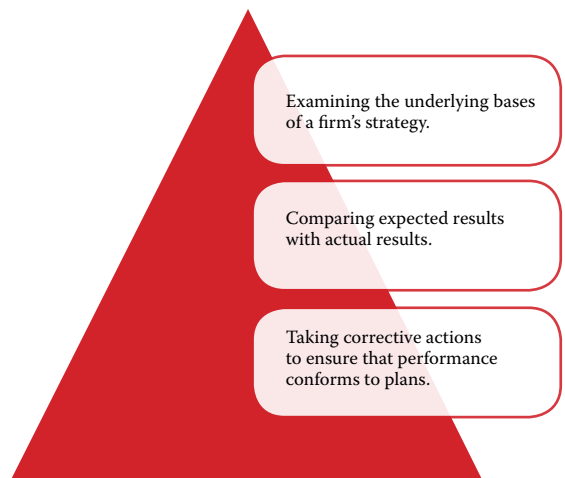 Examining the underlying bases
of a firm's strategy.
Comparing expected results
with actual results.
Taking corrective actions
to ensure that performance
conforms to plans.